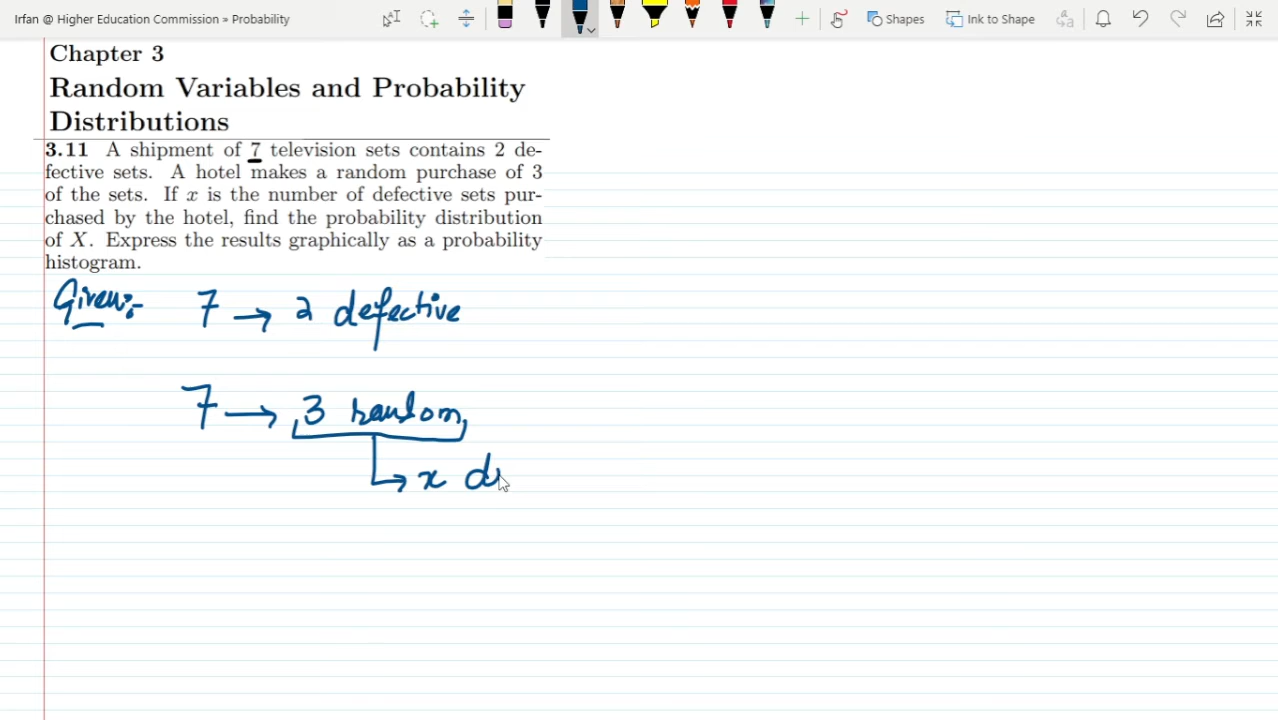 Irfan @ Higher Education Commission » Probability
Shapes
Ink to Shape
Chapter 3
Random Variables and Probability
Distributions
3.11 A shipment of 7 television sets contains 2 de-
fective sets. A hotel makes a random purchase of 3
of the sets. If x is the number of defective sets pur-
chased by the hotel, find the probability distribution
of X. Express the results graphically as a probability
histogram.
Given:- 7 → 2 defective
7 → 3 random
x de